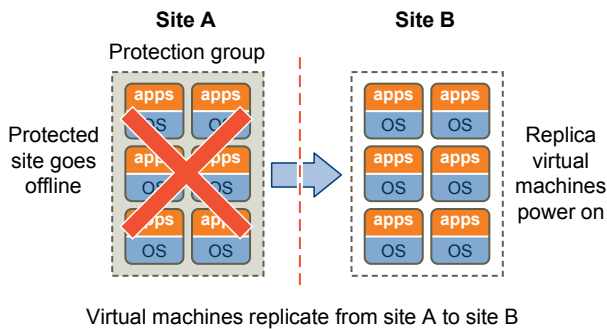 Site A
Site B
Protection group
Protected
site goes
offline
apps apps
OS OS
apps apps
OS OS
apps apps
OS OS
apps apps
OS OS
apps apps
OS OS
apps apps
OS OS
Replica
virtual
machines
power on
Virtual machines replicate from site A to site B